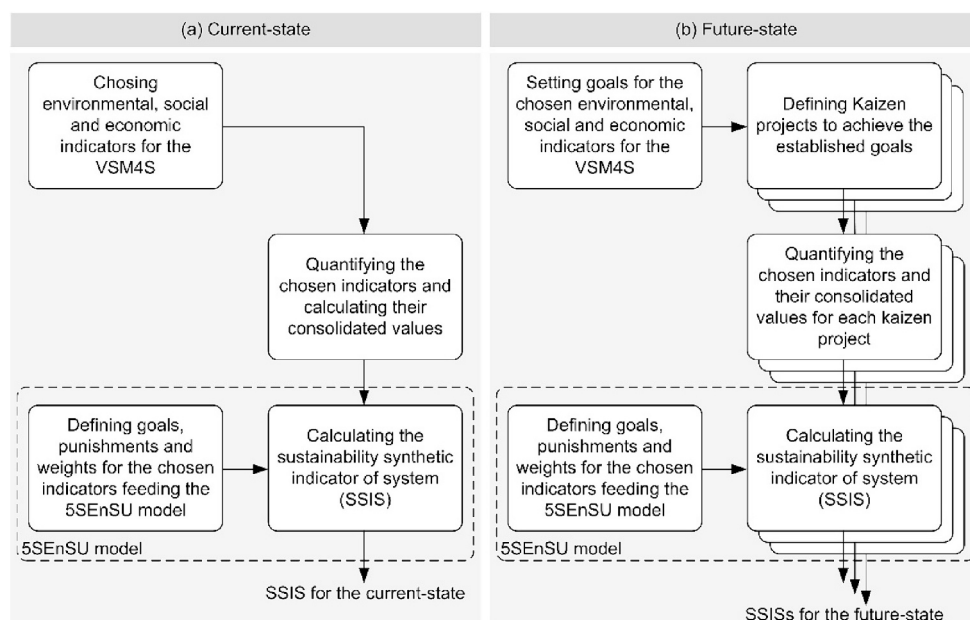 (a) Current-state
Chosing
environmental, social
and economic
indicators for the
VSM4S
Quantifying the
chosen indicators and
calculating their
consolidated values
Defining goals,
punishments and
weights for the chosen
indicators feeding the
5SEnSU model
Calculating the
sustainability synthetic
indicator of system
(SSIS)
5SEnSU model
SSIS for the current-state
(b) Future-state
Setting goals for the
chosen environmental,
social and economic
indicators for the
VSM4S
Defining Kaizen
projects to achieve the
established goals
Quantifying the
chosen indicators and
their consolidated
values for each kaizen
project
Defining goals,
punishments and
weights for the chosen
indicators feeding the
5SEnSU model
Calculating the
sustainability synthetic
indicator of system
(SSIS)
5SEnSU model
SSISs for the future-state